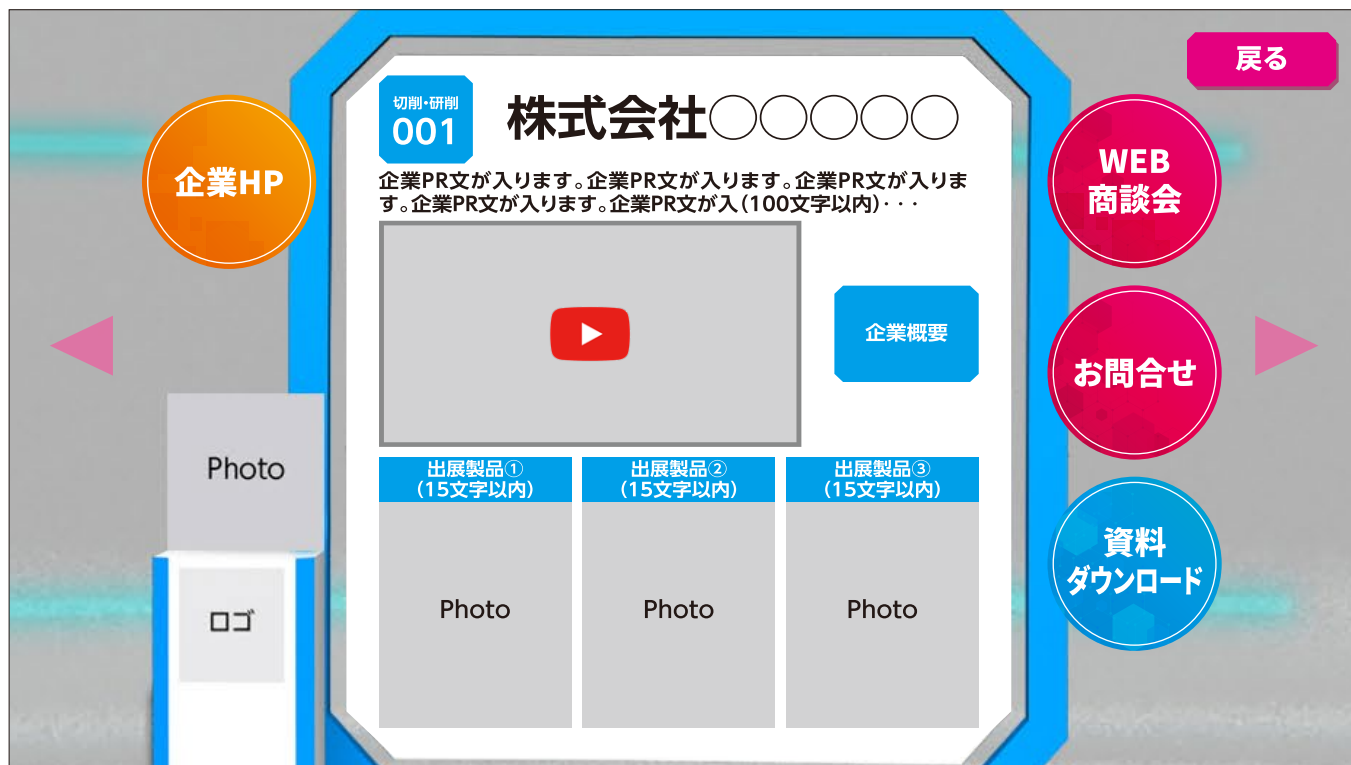 戻る
切削・研削
001
株式会社○○○○○
企業PR文が入ります。企業PR文が入ります。企業PR文が入りま
す。企業PR文が入ります。企業PR文が入（100文字以内）・・・
企業HP
WEB
商談会
企業概要
お問合せ
Photo
出展製品①
（15文字以内）
出展製品②
（15文字以内）
出展製品③
（15文字以内）
資料
ダウンロード
ロゴ
Photo
Photo
Photo